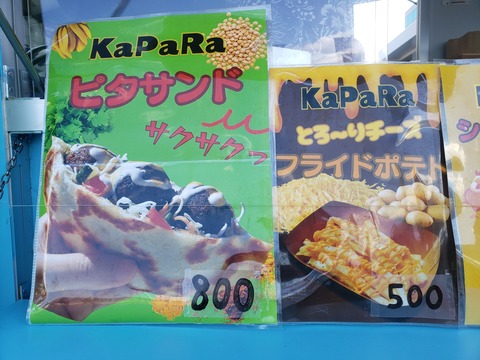 KaPaRa
ピタサンド
サクサクっ
800
KaPaRa
とろ〜りチーズ
フライドポテト
500